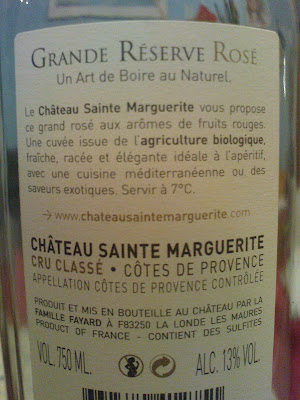 GRANDE RÉSERVE ROSÉ
Un Art de Boire au Naturel.
Le Château Sainte Marguerite vous propose
ce grand rosé aux arômes de fruits rouges.
Une cuvée issue de l'agriculture biologique,
fraîche, racée et élégante idéale à l'apéritif,
avec une cuisine méditerranéenne ou des
saveurs exotiques. Servir à 7°C.
→ www.chateausaintemarguerite.com
CHÂTEAU SAINTE MARGUERITE
CRU CLASSÉ • CÔTES DE PROVENCE
APPELLATION CÔTES DE PROVENCE CONTRÔLÉE
PRODUIT ET MIS EN BOUTEILLE AU CHÂTEAU PAR LA
FAMILLE FAYARD À F83250 LA LONDE LES MAURES
PRODUCT OF FRANCE - CONTIENT DES SULFITES
VOL. 750 ML. ALC. 13% VOL.